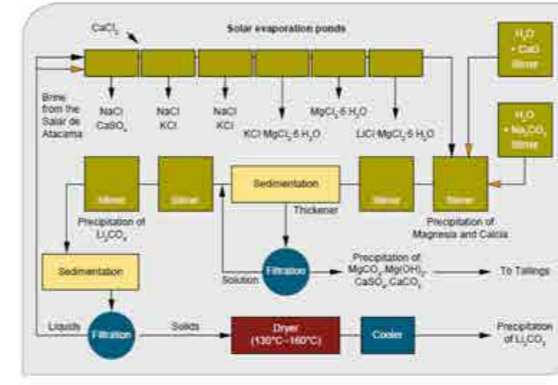 CaCl₂
Solar evaporation ponds
H₂O
+ CaO
Mixer
Brine
from the
Salar de
Atacama
NaCl
CaSO₄
NaCl
KCl
NaCl
KCl
KCl·MgCl₂·6 H₂O
MgCl₂·6 H₂O
LiCl·MgCl₂·6 H₂O
H₂O
+ Na₂CO₃
Mixer
Mixer
Precipitation of
Li₂CO₃
Mixer
Sedimentation
Thickener
Mixer
Mixer
Precipitation of
Magnesia and Calcia
Sedimentation
Solution
Filtration
Precipitation of
MgCO₃ Mg(OH)₂
CaSO₄ CaCO₃
To Tailings
Liquids
Filtration
Solids
Dryer
(130°C–160°C)
Cooler
Precipitation
of Li₂CO₃